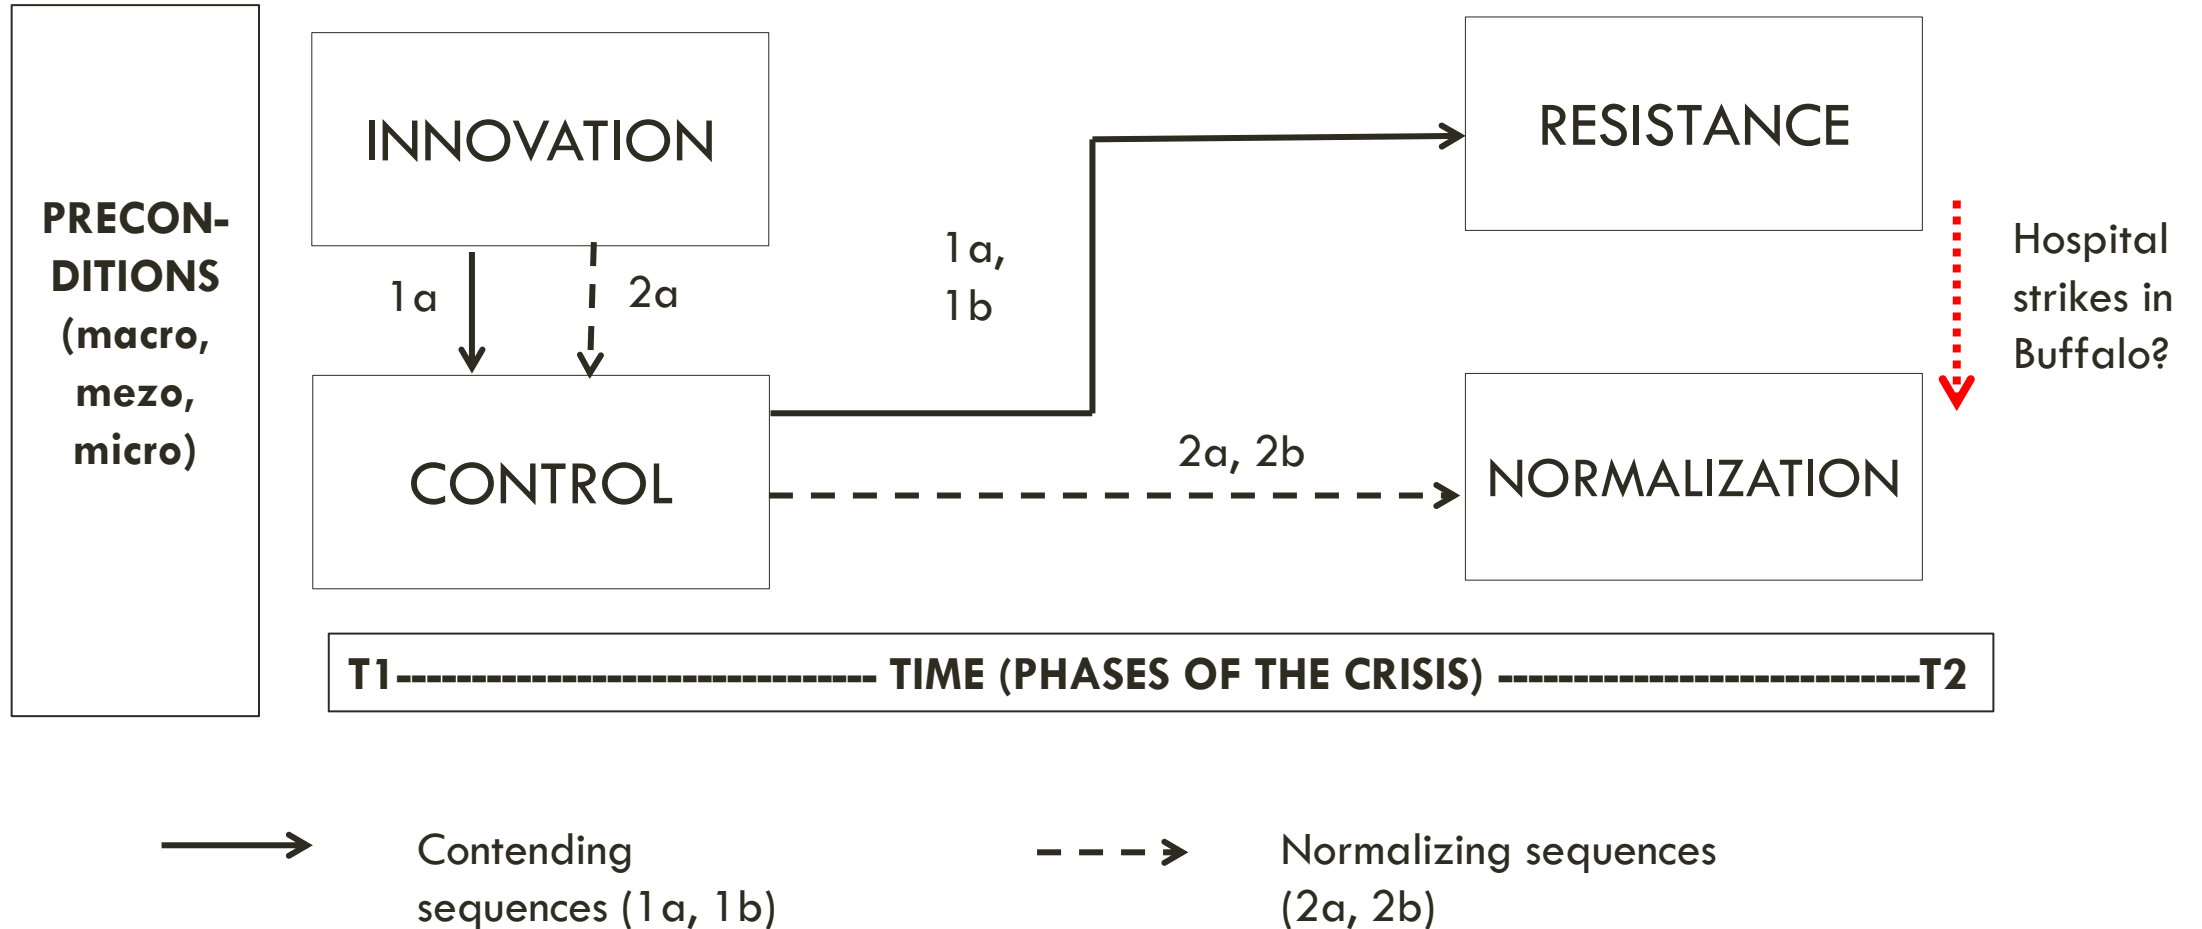 PRECON-
DITIONS
(macro,
mezo,
micro)
INNOVATION
1a
2a
CONTROL
1a,
1b
2a, 2b
RESISTANCE
NORMALIZATION
Hospital
strikes in
Buffalo?
T1-------------------------------- TIME (PHASES OF THE CRISIS) ----------------------------T2
Contending
sequences (1a, 1b)
Normalizing sequences
(2a, 2b)